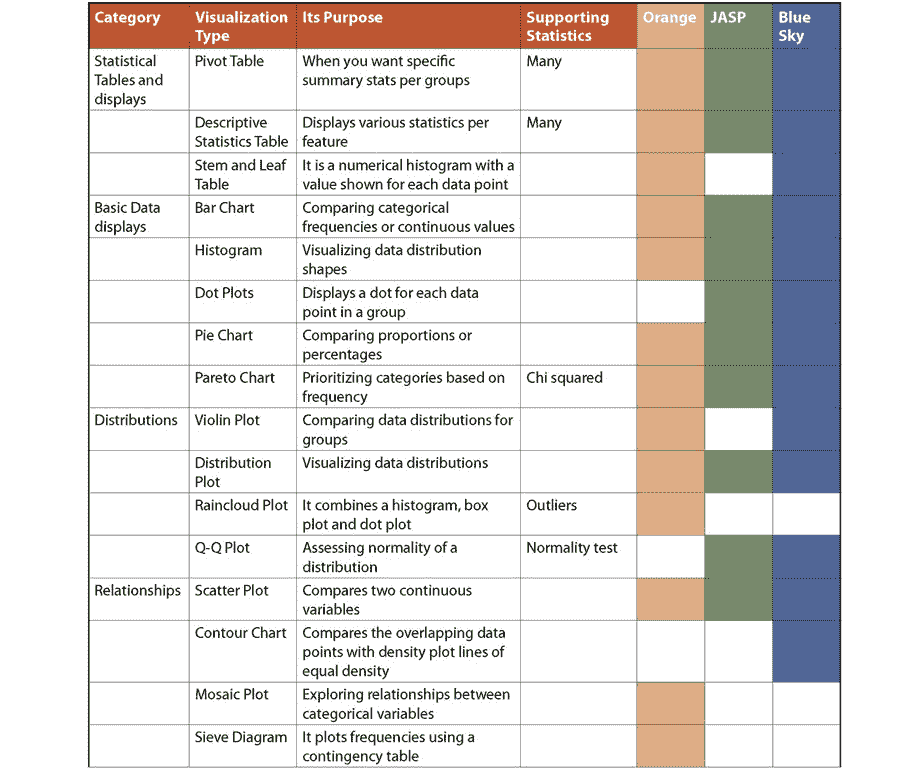 Category Visualization Type Its Purpose Supporting Statistics Orange JASP Blue Sky
Statistical Tables and displays Pivot Table When you want specific summary stats per groups Many
Descriptive Statistics Table Displays various statistics per feature Many
Stem and Leaf Table It is a numerical histogram with a value shown for each data point
Basic Data displays Bar Chart Comparing categorical frequencies or continuous values
Histogram Visualizing data distribution shapes
Dot Plots Displays a dot for each data point in a group
Pie Chart Comparing proportions or percentages
Pareto Chart Prioritizing categories based on frequency Chi squared
Distributions Violin Plot Comparing data distributions for groups
Distribution Plot Visualizing data distributions
Raincloud Plot It combines a histogram, box plot and dot plot Outliers
Q-Q Plot Assessing normality of a distribution Normality test
Relationships Scatter Plot Compares two continuous variables
Contour Chart Compares the overlapping data points with density plot lines of equal density
Mosaic Plot Exploring relationships between categorical variables
Sieve Diagram It plots frequencies using a contingency table